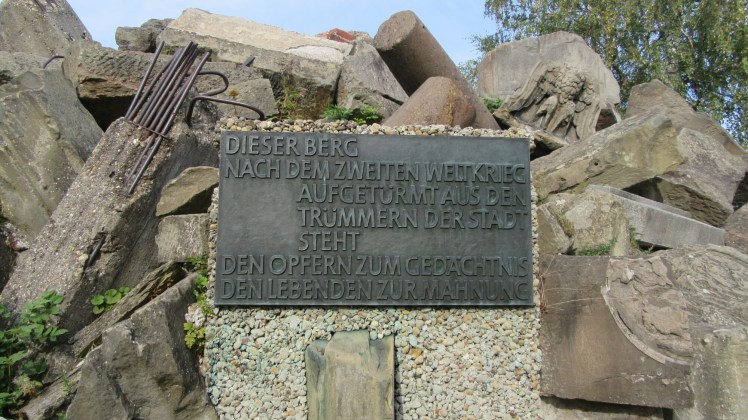 DIESER BERG
NACH DEM ZWEITEN WELTKRIEG
AUFGETÜRMT AUS DEN
TRÜMMERN DER STADT
STEHT
DEN OPFERN ZUM GEDÄCHTNIS
DEN LEBENDEN ZUR MAHNUNG